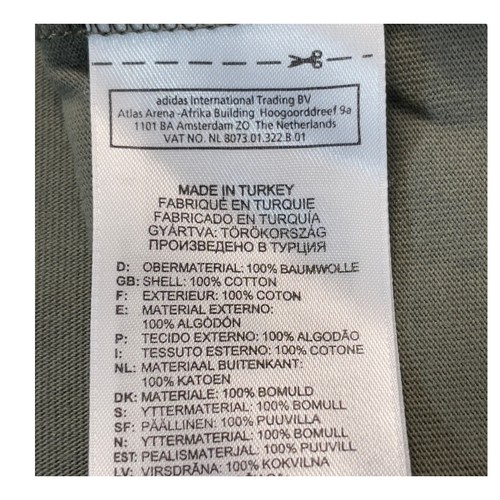 adidas International Trading BV
Atlas Arena -Afrika Building Hoogoorddreef 9a
1101 BA Amsterdam ZO The Netherlands
VAT NO. NL 8073.01.322.B.01
MADE IN TURKEY
FABRIQUÉ EN TURQUIE
FABRICADO EN TURQUÍA
GYÁRTVA: TÖRÖKORSZÁG
ПРОИЗВЕДЕНО В ТУРЦИЯ
D: OBERMATERIAL: 100% BAUMWOLLE
GB: SHELL: 100% COTTON
F: EXTERIEUR: 100% COTON
E: MATERIAL EXTERNO:
100% ALGODÓN
P: TECIDO EXTERNO: 100% ALGODÃO
I: TESSUTO ESTERNO: 100% COTONE
NL: MATERIAAL BUITENKANT:
100% KATOEN
DK: MATERIALE: 100% BOMULD
S: YTTERMATERIAL: 100% BOMULL
SF: PÄÄLLINEN: 100% PUUVILLA
N: YTTERMATERIAL: 100% BOMULL
EST: PEALISMATERJAL: 100% PUUVILL
LV: VIRSDRĀNA: 100% KOKVILNA